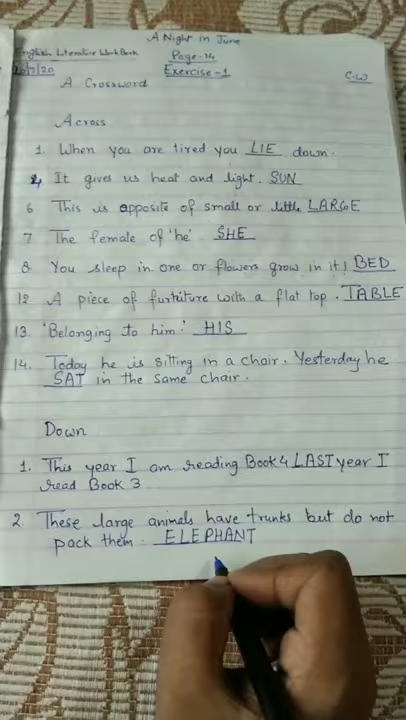 A Night in June
English Literature Work Book Page-14
20/7/20 Exercise-1 C.W
A Crossword
Across
1. When you are tired you LIE down.
4. It gives us heat and light. SUN
6 This is opposite of small or little LARGE
7 The female of 'he' SHE
8 You sleep in one or flowers grow in it! BED
12 A piece of furniture with a flat top. TABLE
13. 'Belonging to him.' HIS
14. Today he is sitting in a chair. Yesterday he
SAT in the same chair.
Down
1. This year I am reading Book 4 LAST year I
read Book 3
2. These large animals have trunks but do not
pack them. ELEPHANT